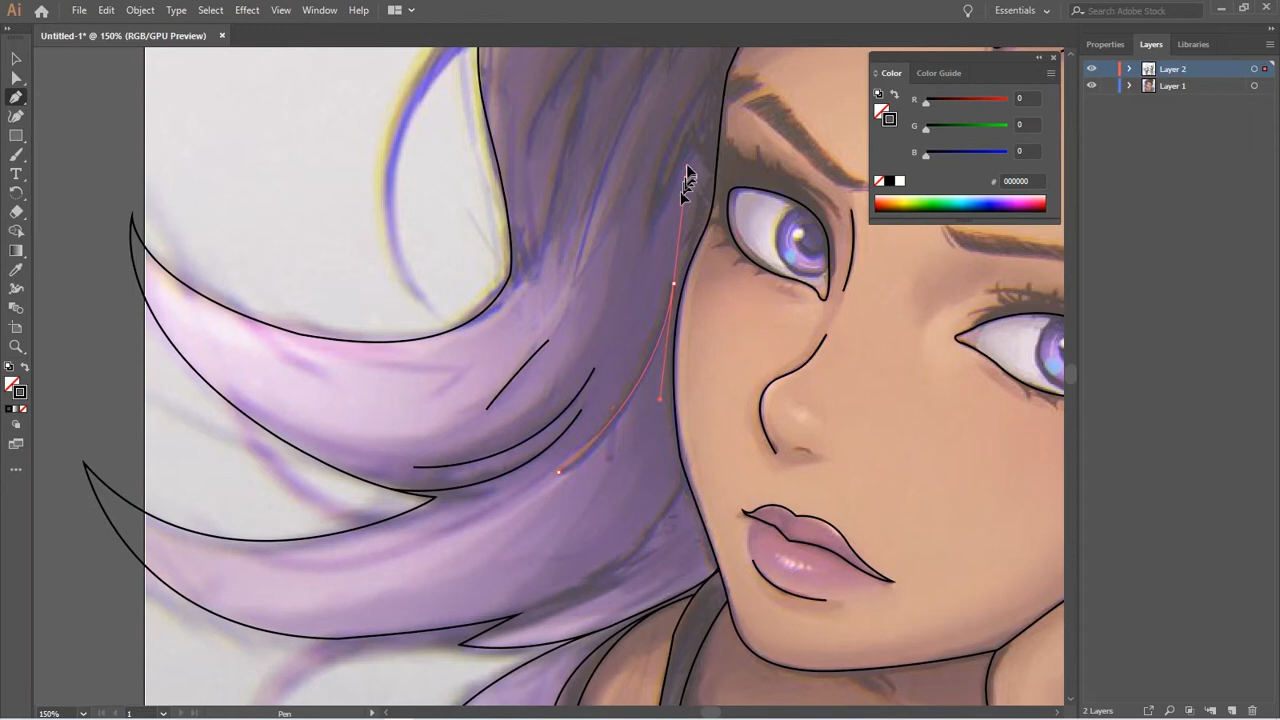 Ai File Edit Object Type Select Effect View Window Help Essentials Search Adobe Stock
Untitled-1* @ 150% (RGB/GPU Preview)
Properties Layers Libraries
Color Color Guide
Layer 2
Layer 1
R 0
G 0
B 0
# 000000
150% 1 Pen 2 Layers